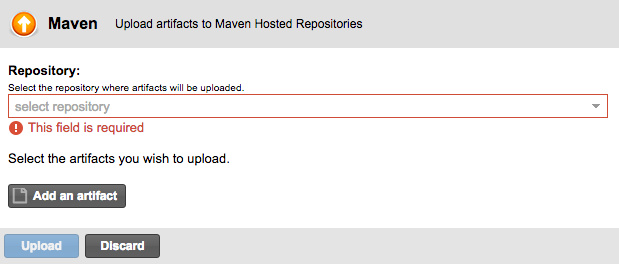 Maven Upload artifacts to Maven Hosted Repositories
Repository:
Select the repository where artifacts will be uploaded.
select repository
This field is required
Select the artifacts you wish to upload.
Add an artifact
Upload Discard